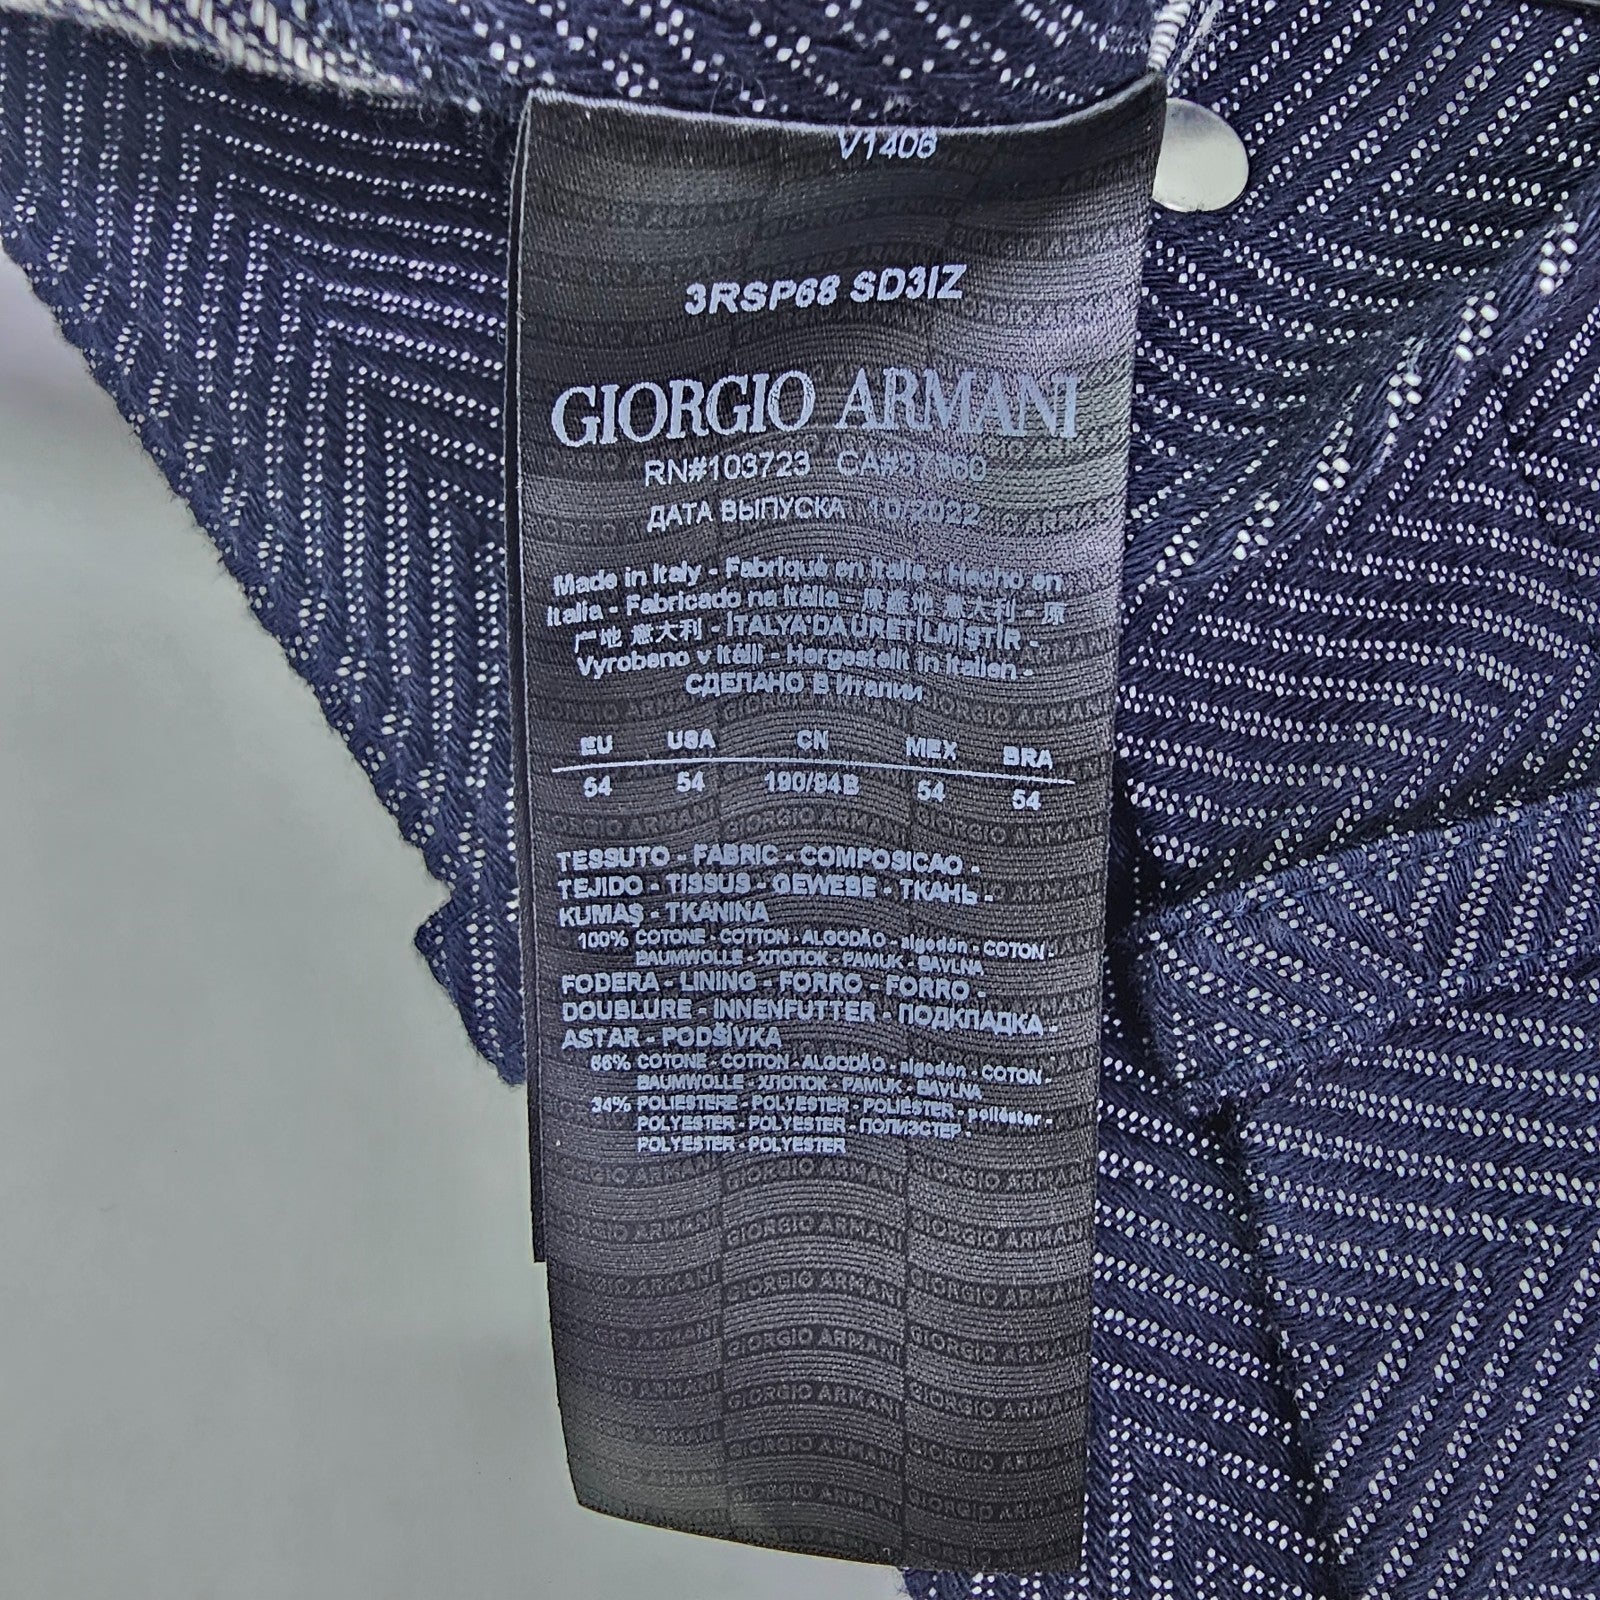 V1408
3RSP68 SD3IZ
GIORGIO ARMANI
RN#103723 CA#37360
ДАТА ВЫПУСКА 10/2022
Made in Italy - Fabriqué en Italie - Hecho en
Italia - Fabricado na Itália - 原产地 意大利 - 原
产地 意大利 - İTALYA'DA ÜRETİLMİŞTİR -
Vyrobeno v Itálii - Hergestellt in Italien -
СДЕЛАНО В Италии
EU USA CN MEX BRA
54 54 190/94B 54 54
TESSUTO - FABRIC - COMPOSICAO -
TEJIDO - TISSUS - GEWEBE - ТКАНЬ -
KUMAŞ - TKANINA
100% COTONE - COTTON - ALGODÃO - algodón - COTON -
BAUMWOLLE - ХЛОПОК - PAMUK - BAVLNA
FODERA - LINING - FORRO - FORRO -
DOUBLURE - INNENFUTTER - ПОДКЛАДКА -
ASTAR - PODŠÍVKA
66% COTONE - COTTON - ALGODÃO - algodón - COTON -
BAUMWOLLE - ХЛОПОК - PAMUK - BAVLNA
34% POLIESTERE - POLYESTER - POLIÉSTER - poliéster -
POLYESTER - POLYESTER - ПОЛИЭСТЕР -
POLYESTER - POLYESTER